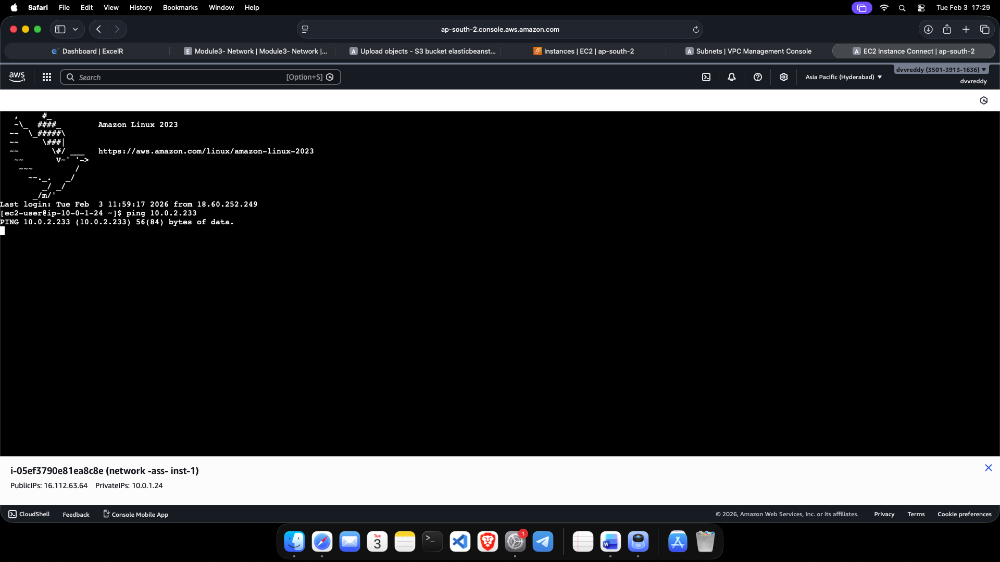 Safari File Edit View History Bookmarks Window Help Tue Feb 3 17:29
ap-south-2.console.aws.amazon.com
Dashboard | ExcelR
Module3- Network | Module3- Network |...
Upload objects - S3 bucket elasticbeanst...
Instances | EC2 | ap-south-2
Subnets | VPC Management Console
EC2 Instance Connect | ap-south-2
aws Search [Option+S] Asia Pacific (Hyderabad) dvvreddy (3501-3913-1636)
dvvreddy
   ,     #_
   ~\_  ####_        Amazon Linux 2023
  ~~  \_#####\
  ~~     \###|
  ~~       \#/ ___   https://aws.amazon.com/linux/amazon-linux-2023
   ~~       V~' '->
    ~~~         /
      ~~._.   _/
         _/ _/
       _/m/'
Last login: Tue Feb  3 11:59:17 2026 from 18.60.252.249
[ec2-user@ip-10-0-1-24 ~]$ ping 10.0.2.233
PING 10.0.2.233 (10.0.2.233) 56(84) bytes of data.
i-05ef3790e81ea8c8e (network -ass- inst-1)
PublicIPs: 16.112.63.64 PrivateIPs: 10.0.1.24
CloudShell Feedback Console Mobile App © 2026, Amazon Web Services, Inc. or its affiliates. Privacy Terms Cookie preferences
Tue
3
1